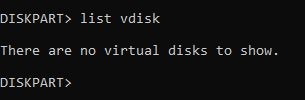 DISKPART> list vdisk
There are no virtual disks to show.
DISKPART>